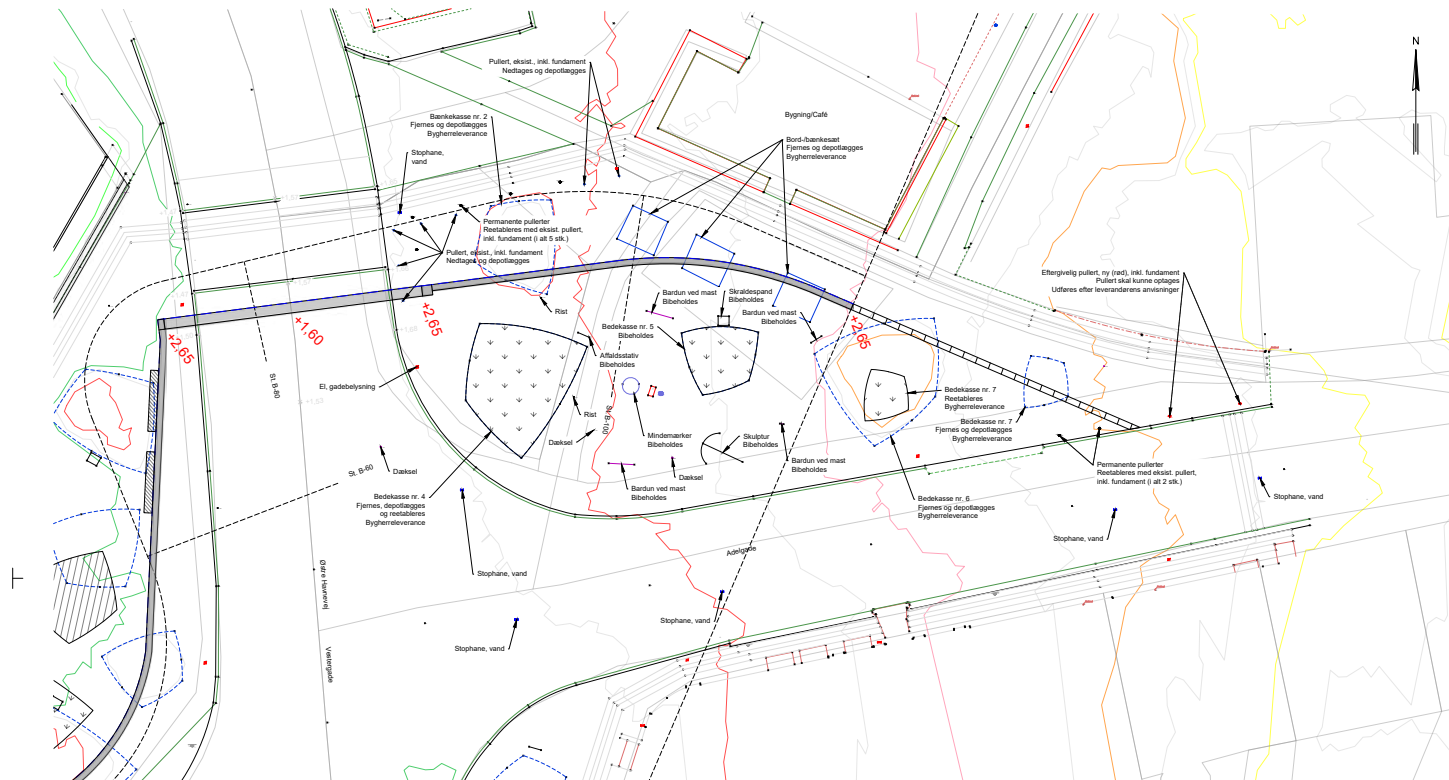 N
Pullert, eksist., inkl. fundament
Nedtages og depotlægges
Bænkekasse nr. 2
Fjernes og depotlægges
Bygherreleverance
Bygning/Café
Bord-/bænkesæt
Fjernes og depotlægges
Bygherreleverance
Stophane,
vand
Permanente pullerter
Reetableres med eksist. pullert,
inkl. fundament (i alt 5 stk.)
Pullert, eksist., inkl. fundament
Nedtages og depotlægges
Eftergivelig pullert, ny (rød), inkl. fundament
Pullert skal kunne optages
Udføres efter leverandørens anvisninger
Bardun ved mast
Bibeholdes
Skraldespand
Bibeholdes
Bardun ved mast
Bibeholdes
Rist
Bedekasse nr. 5
Bibeholdes
+2,65
+1,60
+2,65
+2,65
St. B-80
Affaldsstativ
Bibeholdes
El, gadebelysning
Rist
St. B-100
Bedekasse nr. 7
Reetableres
Bygherreleverance
Bedekasse nr. 7
Fjernes og depotlægges
Bygherreleverance
Dæksel
Mindemærker
Bibeholdes
Skulptur
Bibeholdes
Bardun ved mast
Bibeholdes
Dæksel
St. B-60
Dæksel
Bardun ved mast
Bibeholdes
Permanente pullerter
Reetableres med eksist. pullert,
inkl. fundament (i alt 2 stk.)
Bedekasse nr. 4
Fjernes, depotlægges
og reetableres
Bygherreleverance
Bedekasse nr. 6
Fjernes og depotlægges
Bygherreleverance
Stophane, vand
Stophane, vand
Adelgade
Stophane, vand
Østre Havnevej
Stophane, vand
Stophane, vand
Vestergade